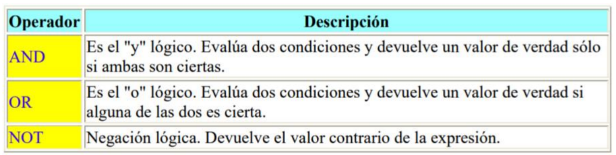 Operador Descripción
AND Es el "y" lógico. Evalúa dos condiciones y devuelve un valor de verdad sólo
si ambas son ciertas.
OR Es el "o" lógico. Evalúa dos condiciones y devuelve un valor de verdad si
alguna de las dos es cierta.
NOT Negación lógica. Devuelve el valor contrario de la expresión.